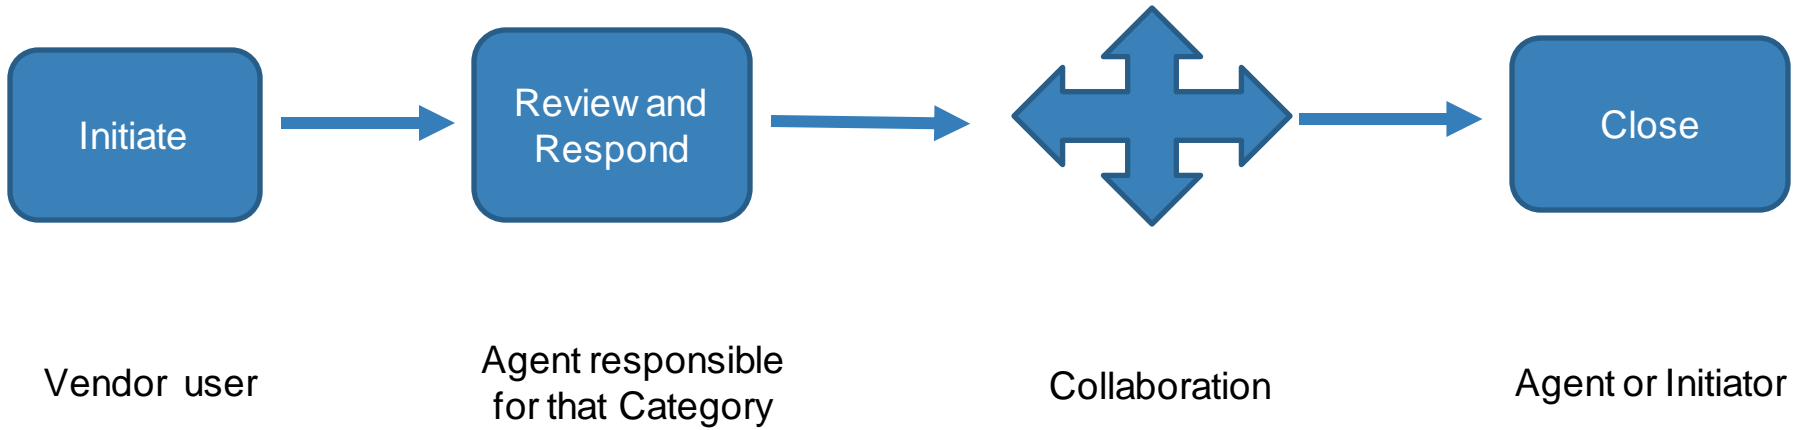 Initiate
Review and
Respond
Close
Vendor user
Agent responsible
for that Category
Collaboration
Agent or Initiator